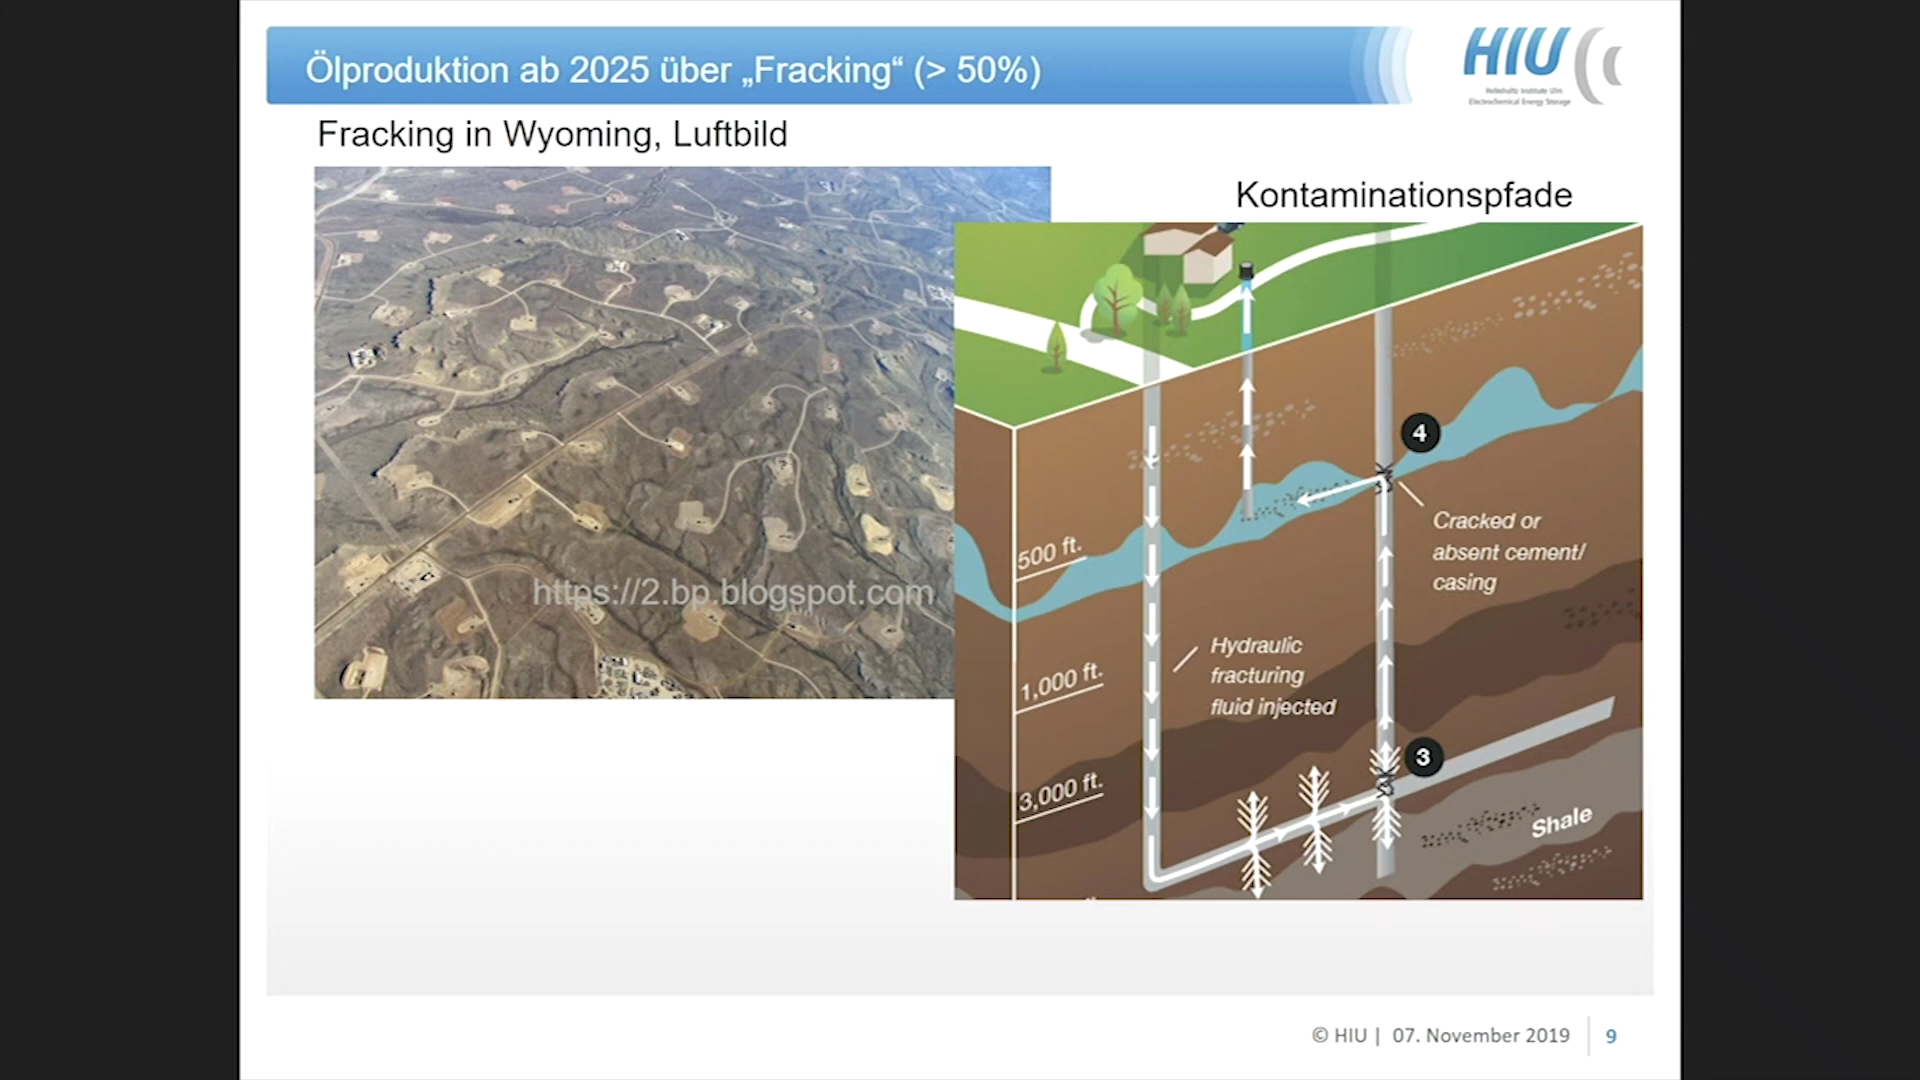 Ölproduktion ab 2025 über „Fracking“ (> 50%)
HIU
Helmholtz Institute Ulm
Electrochemical Energy Storage
Fracking in Wyoming, Luftbild
Kontaminationspfade
https://2.bp.blogspot.com
4
Cracked or
absent cement/
casing
500 ft.
Hydraulic
fracturing
fluid injected
1,000 ft.
3
3,000 ft.
Shale
© HIU | 07. November 2019
9